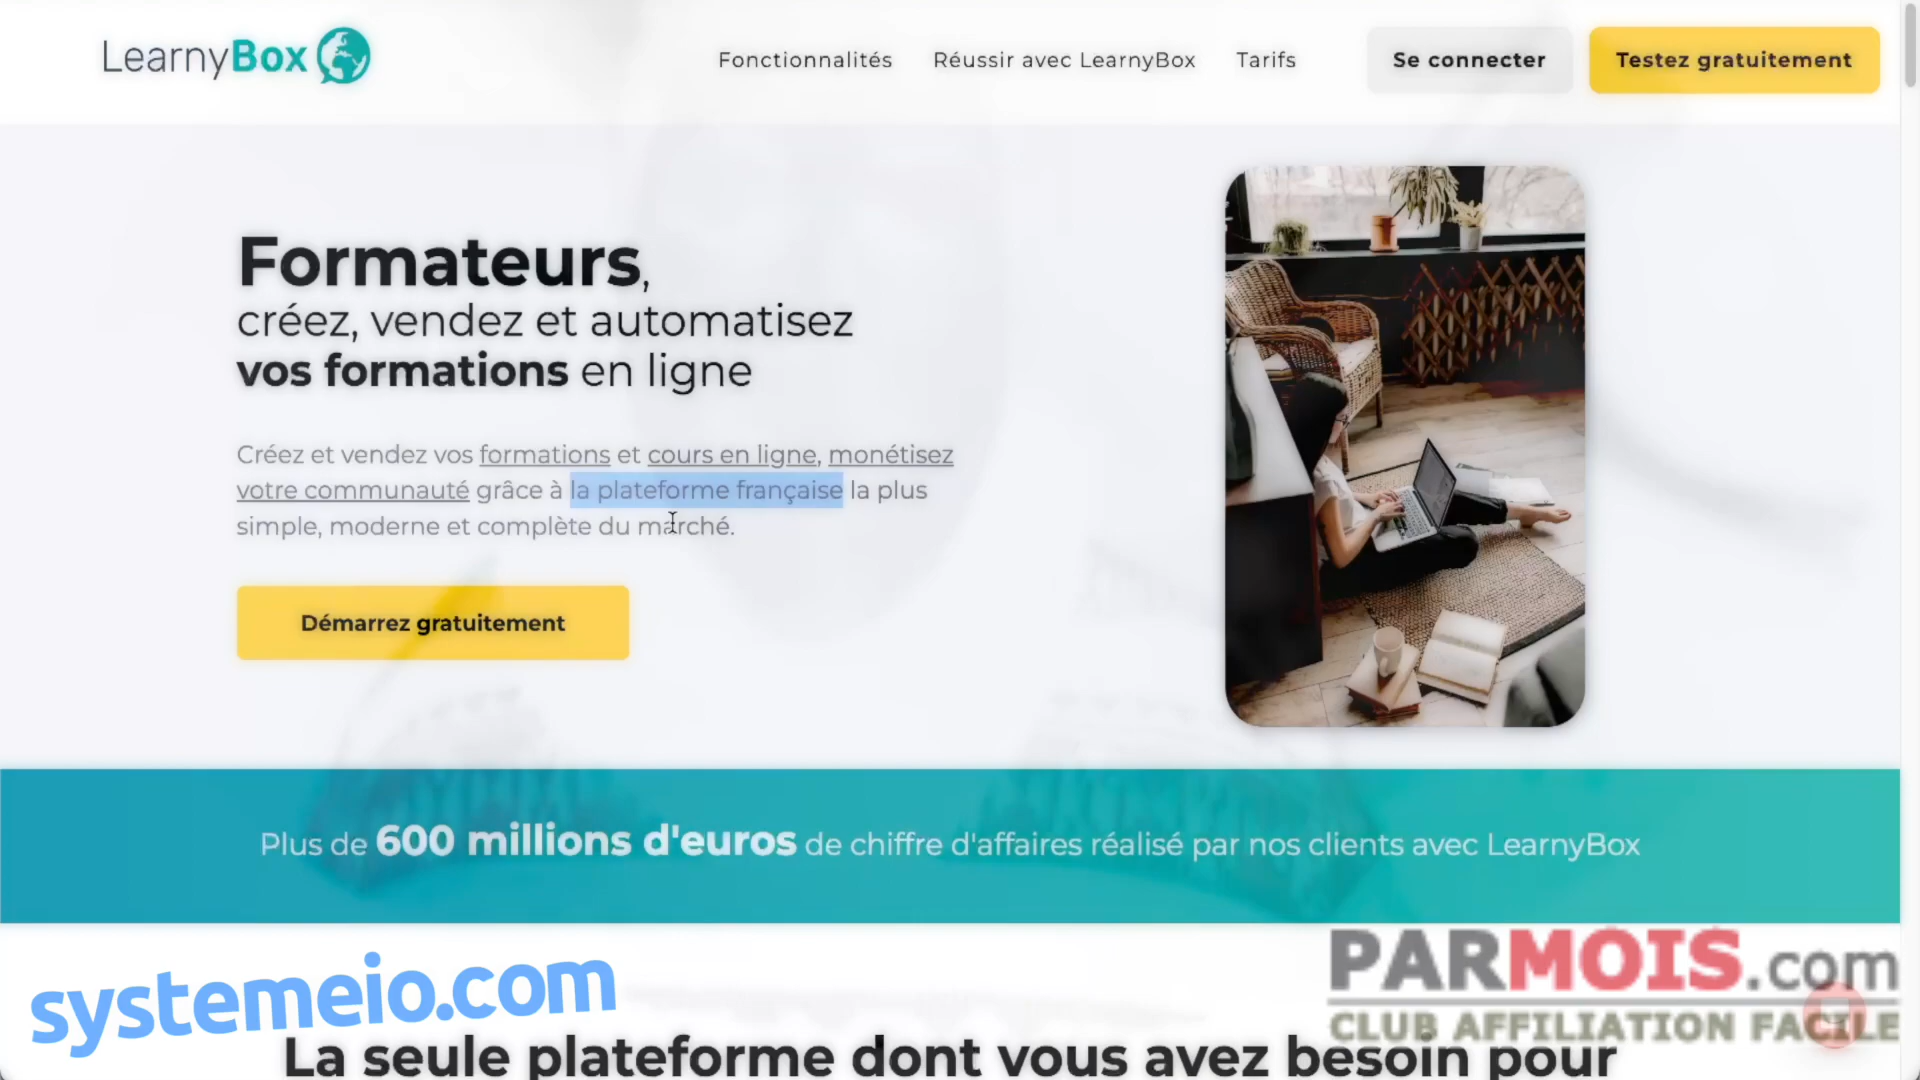 LearnyBox
Fonctionnalités
Réussir avec LearnyBox
Tarifs
Se connecter
Testez gratuitement
Formateurs,
créez, vendez et automatisez
vos formations en ligne
Créez et vendez vos formations et cours en ligne, monétisez
votre communauté grâce à la plateforme française la plus
simple, moderne et complète du marché.
Démarrez gratuitement
Plus de 600 millions d'euros de chiffre d'affaires réalisé par nos clients avec LearnyBox
systemeio.com
PARMOIS.com
CLUB AFFILIATION FACILE
La seule plateforme dont vous avez besoin pour